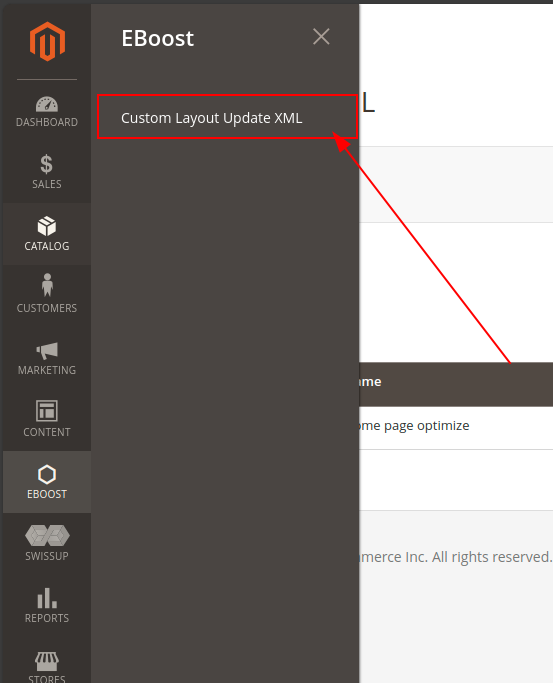 EBoost
Custom Layout Update XML
DASHBOARD
SALES
CATALOG
CUSTOMERS
MARKETING
CONTENT
EBOOST
SWISSUP
REPORTS
STORES
L
ame
ome page optimize
merce Inc. All rights reserved.